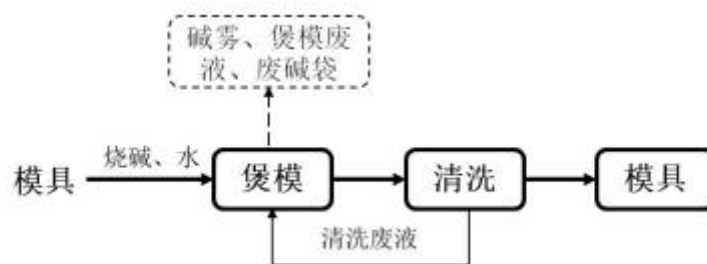 碱雾、煲模废
液、废碱袋
烧碱、水
模具
煲模
清洗
模具
清洗废液